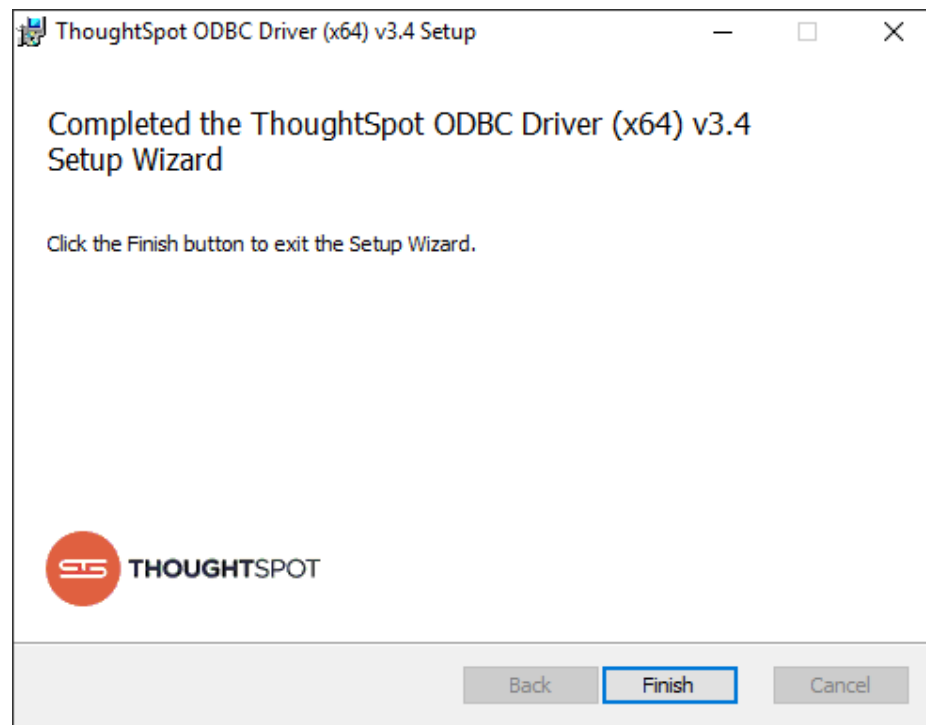 ThoughtSpot ODBC Driver (x64) v3.4 Setup
Completed the ThoughtSpot ODBC Driver (x64) v3.4
Setup Wizard
Click the Finish button to exit the Setup Wizard.
THOUGHTSPOT
Back Finish Cancel